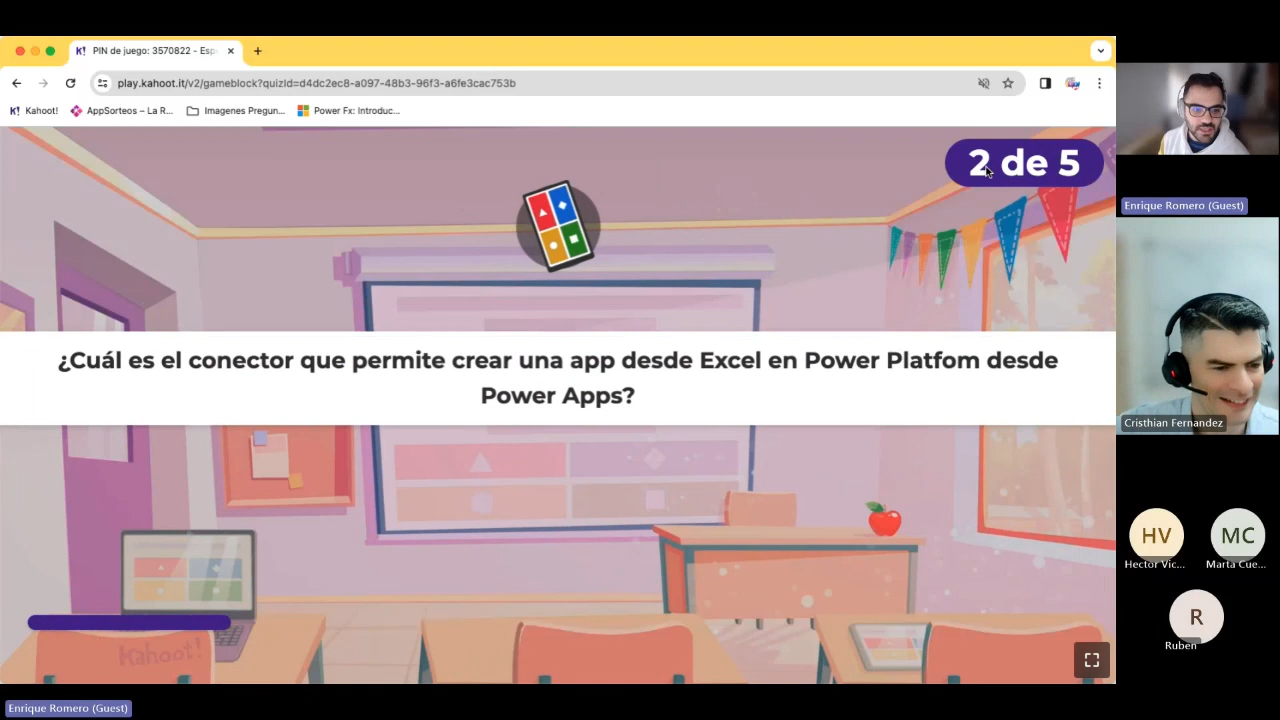 PIN de juego: 3570822 - Esp
play.kahoot.it/v2/gameblock?quizId=d4dc2ec8-a097-48b3-96f3-a6fe3cac753b
Kahoot!
AppSorteos – La R...
Imagenes Pregun...
Power Fx: Introduc...
2 de 5
¿Cuál es el conector que permite crear una app desde Excel en Power Platfom desde
Power Apps?
Kahoot!
Enrique Romero (Guest)
Cristhian Fernandez
HV
Hector Vic...
MC
Marta Cue...
R
Ruben
Enrique Romero (Guest)